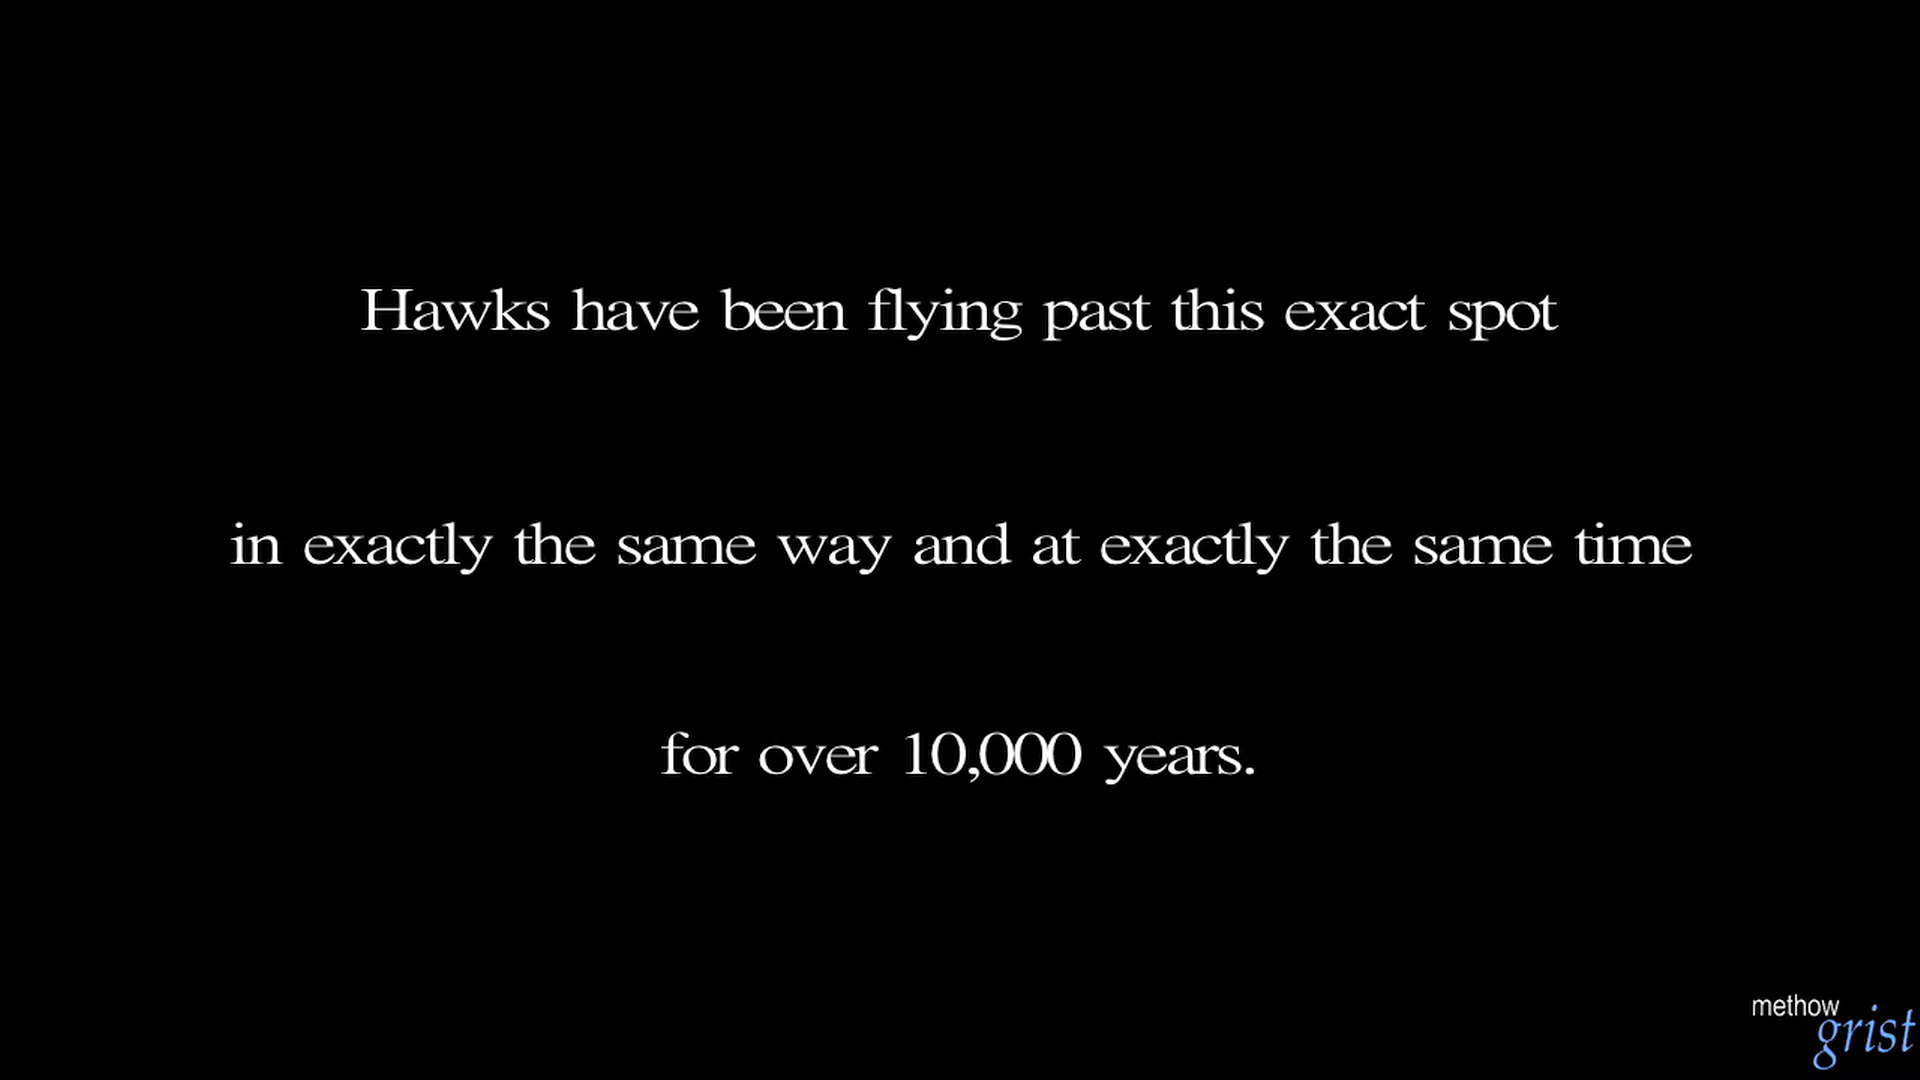 Hawks have been flying past this exact spot
in exactly the same way and at exactly the same time
for over 10,000 years.
methow
grist